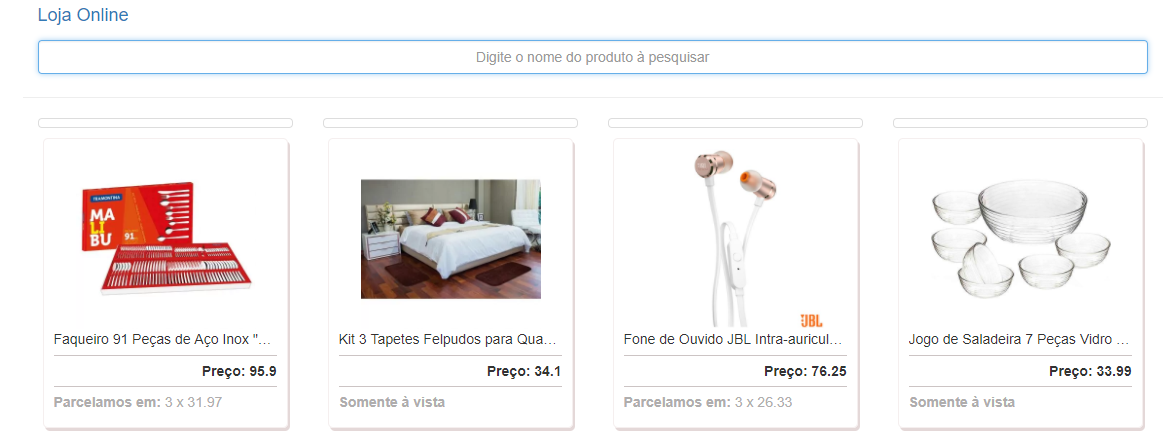 Loja Online
Digite o nome do produto à pesquisar
TRAMONTINA
MA
LI
BU
91
JBL
Faqueiro 91 Peças de Aço Inox "...
Kit 3 Tapetes Felpudos para Qua...
Fone de Ouvido JBL Intra-auricul...
Jogo de Saladeira 7 Peças Vidro ...
Preço: 95.9
Preço: 34.1
Preço: 76.25
Preço: 33.99
Parcelamos em: 3 x 31.97
Somente à vista
Parcelamos em: 3 x 26.33
Somente à vista